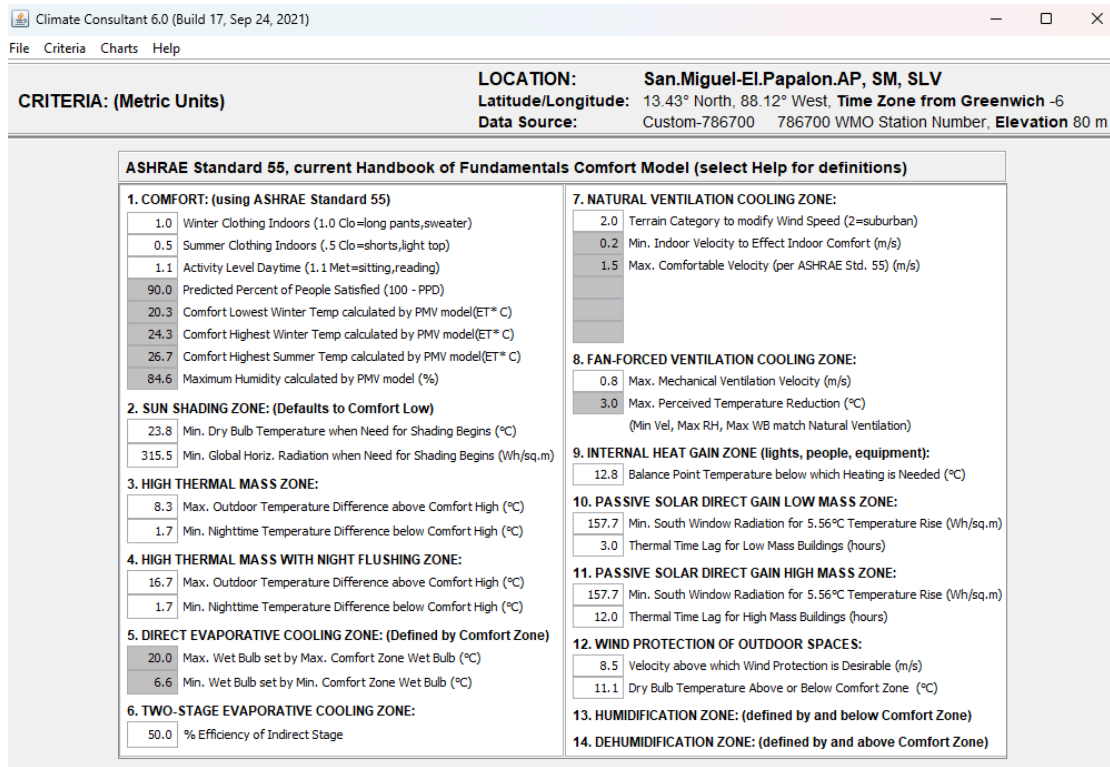 Climate Consultant 6.0 (Build 17, Sep 24, 2021)
File Criteria Charts Help
CRITERIA: (Metric Units)
LOCATION: San.Miguel-El.Papalon.AP, SM, SLV
Latitude/Longitude: 13.43° North, 88.12° West, Time Zone from Greenwich -6
Data Source: Custom-786700 786700 WMO Station Number, Elevation 80 m
ASHRAE Standard 55, current Handbook of Fundamentals Comfort Model (select Help for definitions)
1. COMFORT: (using ASHRAE Standard 55)
1.0 Winter Clothing Indoors (1.0 Clo=long pants,sweater)
0.5 Summer Clothing Indoors (.5 Clo=shorts,light top)
1.1 Activity Level Daytime (1.1 Met=sitting,reading)
90.0 Predicted Percent of People Satisfied (100 - PPD)
20.3 Comfort Lowest Winter Temp calculated by PMV model(ET* C)
24.3 Comfort Highest Winter Temp calculated by PMV model(ET* C)
26.7 Comfort Highest Summer Temp calculated by PMV model(ET* C)
84.6 Maximum Humidity calculated by PMV model (%)
2. SUN SHADING ZONE: (Defaults to Comfort Low)
23.8 Min. Dry Bulb Temperature when Need for Shading Begins (°C)
315.5 Min. Global Horiz. Radiation when Need for Shading Begins (Wh/sq.m)
3. HIGH THERMAL MASS ZONE:
8.3 Max. Outdoor Temperature Difference above Comfort High (°C)
1.7 Min. Nighttime Temperature Difference below Comfort High (°C)
4. HIGH THERMAL MASS WITH NIGHT FLUSHING ZONE:
16.7 Max. Outdoor Temperature Difference above Comfort High (°C)
1.7 Min. Nighttime Temperature Difference below Comfort High (°C)
5. DIRECT EVAPORATIVE COOLING ZONE: (Defined by Comfort Zone)
20.0 Max. Wet Bulb set by Max. Comfort Zone Wet Bulb (°C)
6.6 Min. Wet Bulb set by Min. Comfort Zone Wet Bulb (°C)
6. TWO-STAGE EVAPORATIVE COOLING ZONE:
50.0 % Efficiency of Indirect Stage
7. NATURAL VENTILATION COOLING ZONE:
2.0 Terrain Category to modify Wind Speed (2=suburban)
0.2 Min. Indoor Velocity to Effect Indoor Comfort (m/s)
1.5 Max. Comfortable Velocity (per ASHRAE Std. 55) (m/s)
8. FAN-FORCED VENTILATION COOLING ZONE:
0.8 Max. Mechanical Ventilation Velocity (m/s)
3.0 Max. Perceived Temperature Reduction (°C)
(Min Vel, Max RH, Max WB match Natural Ventilation)
9. INTERNAL HEAT GAIN ZONE (lights, people, equipment):
12.8 Balance Point Temperature below which Heating is Needed (°C)
10. PASSIVE SOLAR DIRECT GAIN LOW MASS ZONE:
157.7 Min. South Window Radiation for 5.56°C Temperature Rise (Wh/sq.m)
3.0 Thermal Time Lag for Low Mass Buildings (hours)
11. PASSIVE SOLAR DIRECT GAIN HIGH MASS ZONE:
157.7 Min. South Window Radiation for 5.56°C Temperature Rise (Wh/sq.m)
12.0 Thermal Time Lag for High Mass Buildings (hours)
12. WIND PROTECTION OF OUTDOOR SPACES:
8.5 Velocity above which Wind Protection is Desirable (m/s)
11.1 Dry Bulb Temperature Above or Below Comfort Zone (°C)
13. HUMIDIFICATION ZONE: (defined by and below Comfort Zone)
14. DEHUMIDIFICATION ZONE: (defined by and above Comfort Zone)